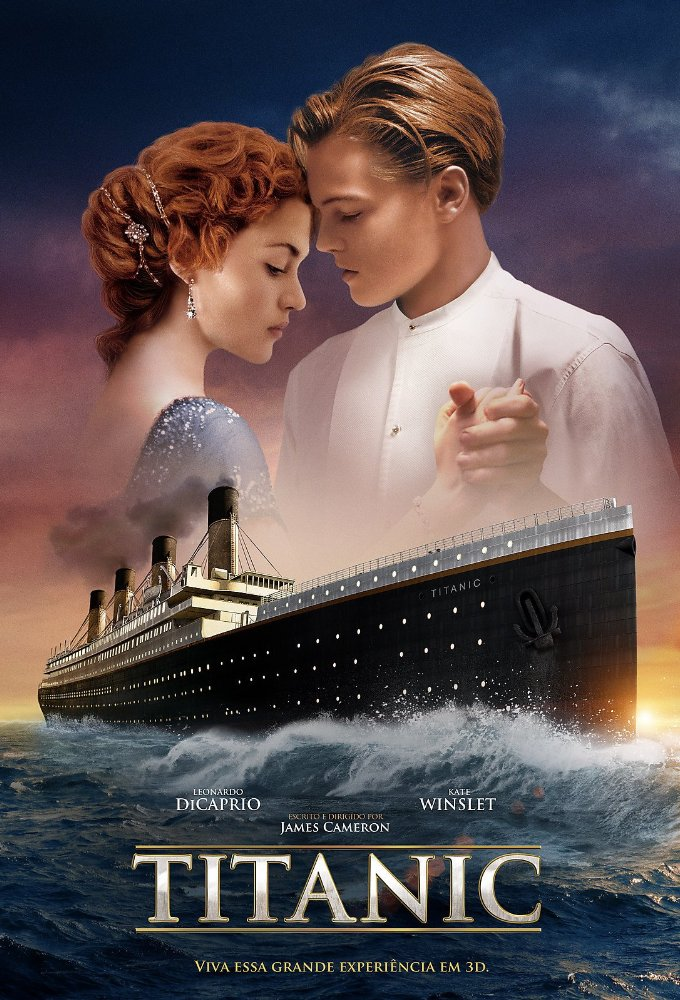 TITANIC
LEONARDO
DiCAPRIO
KATE
WINSLET
ESCRITO E DIRIGIDO POR
JAMES CAMERON
TITANIC
VIVA ESSA GRANDE EXPERIÊNCIA EM 3D.